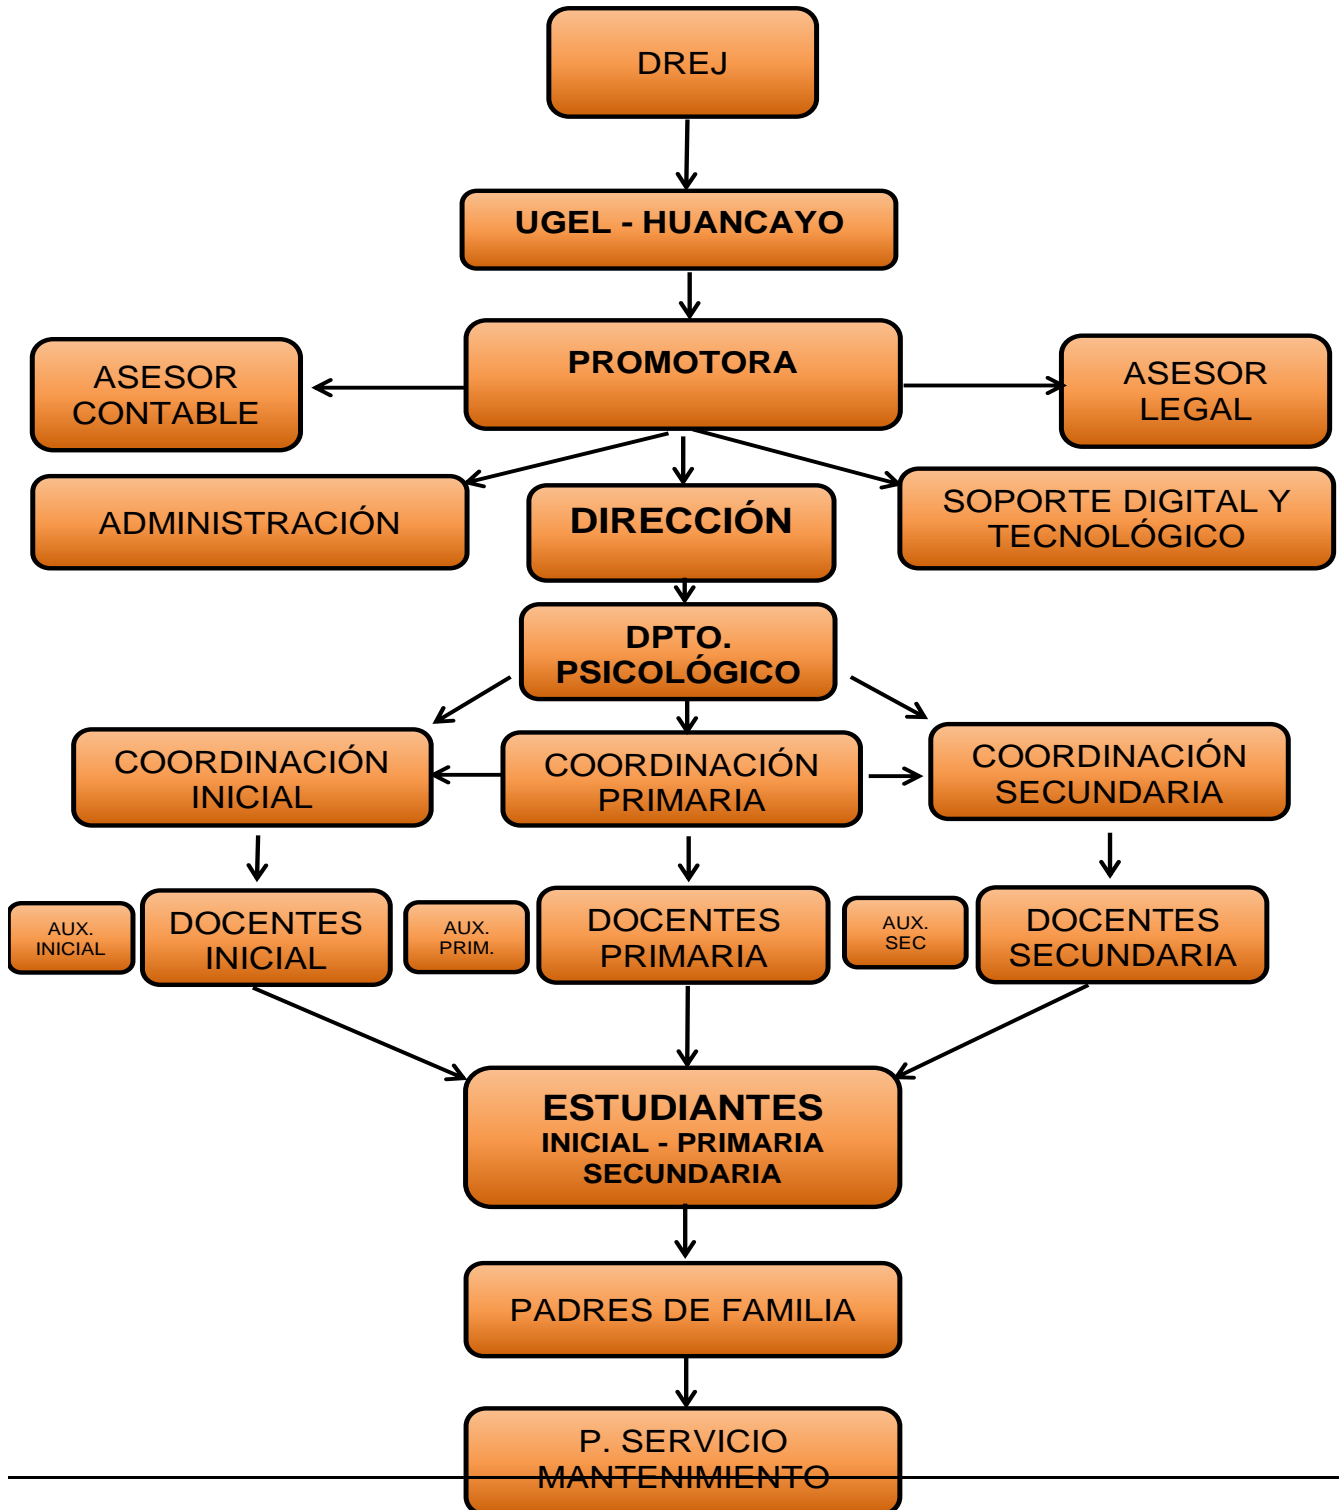 DREJ
UGEL - HUANCAYO
PROMOTORA
ASESOR
CONTABLE
ASESOR
LEGAL
ADMINISTRACIÓN
DIRECCIÓN
SOPORTE DIGITAL Y
TECNOLÓGICO
DPTO.
PSICOLÓGICO
COORDINACIÓN
INICIAL
COORDINACIÓN
PRIMARIA
COORDINACIÓN
SECUNDARIA
AUX.
INICIAL
DOCENTES
INICIAL
AUX.
PRIM.
DOCENTES
PRIMARIA
AUX.
SEC
DOCENTES
SECUNDARIA
ESTUDIANTES
INICIAL - PRIMARIA
SECUNDARIA
PADRES DE FAMILIA
P. SERVICIO
MANTENIMIENTO